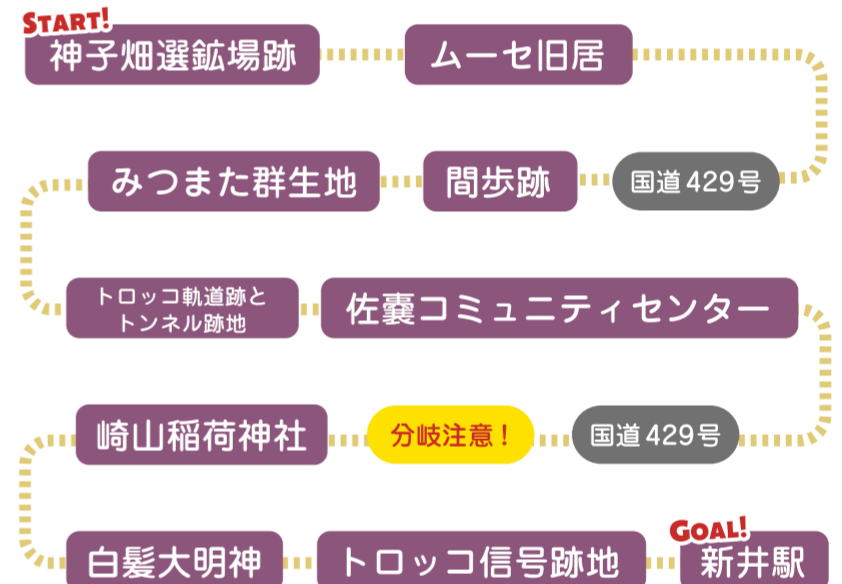 START!
神子畑選鉱場跡
ムーセ旧居
国道429号
間歩跡
みつまた群生地
トロッコ軌道跡と
トンネル跡地
佐嚢コミュニティセンター
国道429号
分岐注意！
崎山稲荷神社
白髪大明神
トロッコ信号跡地
GOAL!
新井駅